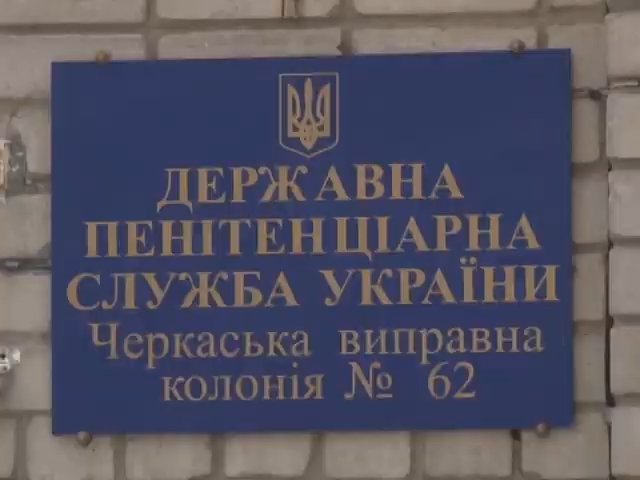 ДЕРЖАВНА
ПЕНІТЕНЦІАРНА
СЛУЖБА УКРАЇНИ
Черкаська виправна
колонія № 62